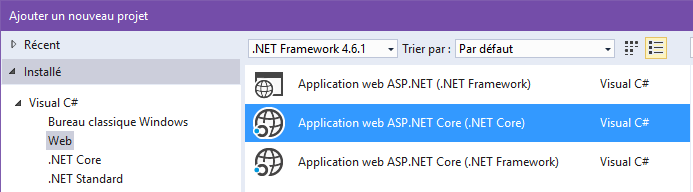 Ajouter un nouveau projet
Récent
Installé
Visual C#
Bureau classique Windows
Web
.NET Core
.NET Standard
.NET Framework 4.6.1 Trier par : Par défaut
Application web ASP.NET (.NET Framework) Visual C#
Application web ASP.NET Core (.NET Core) Visual C#
Application web ASP.NET Core (.NET Framework) Visual C#